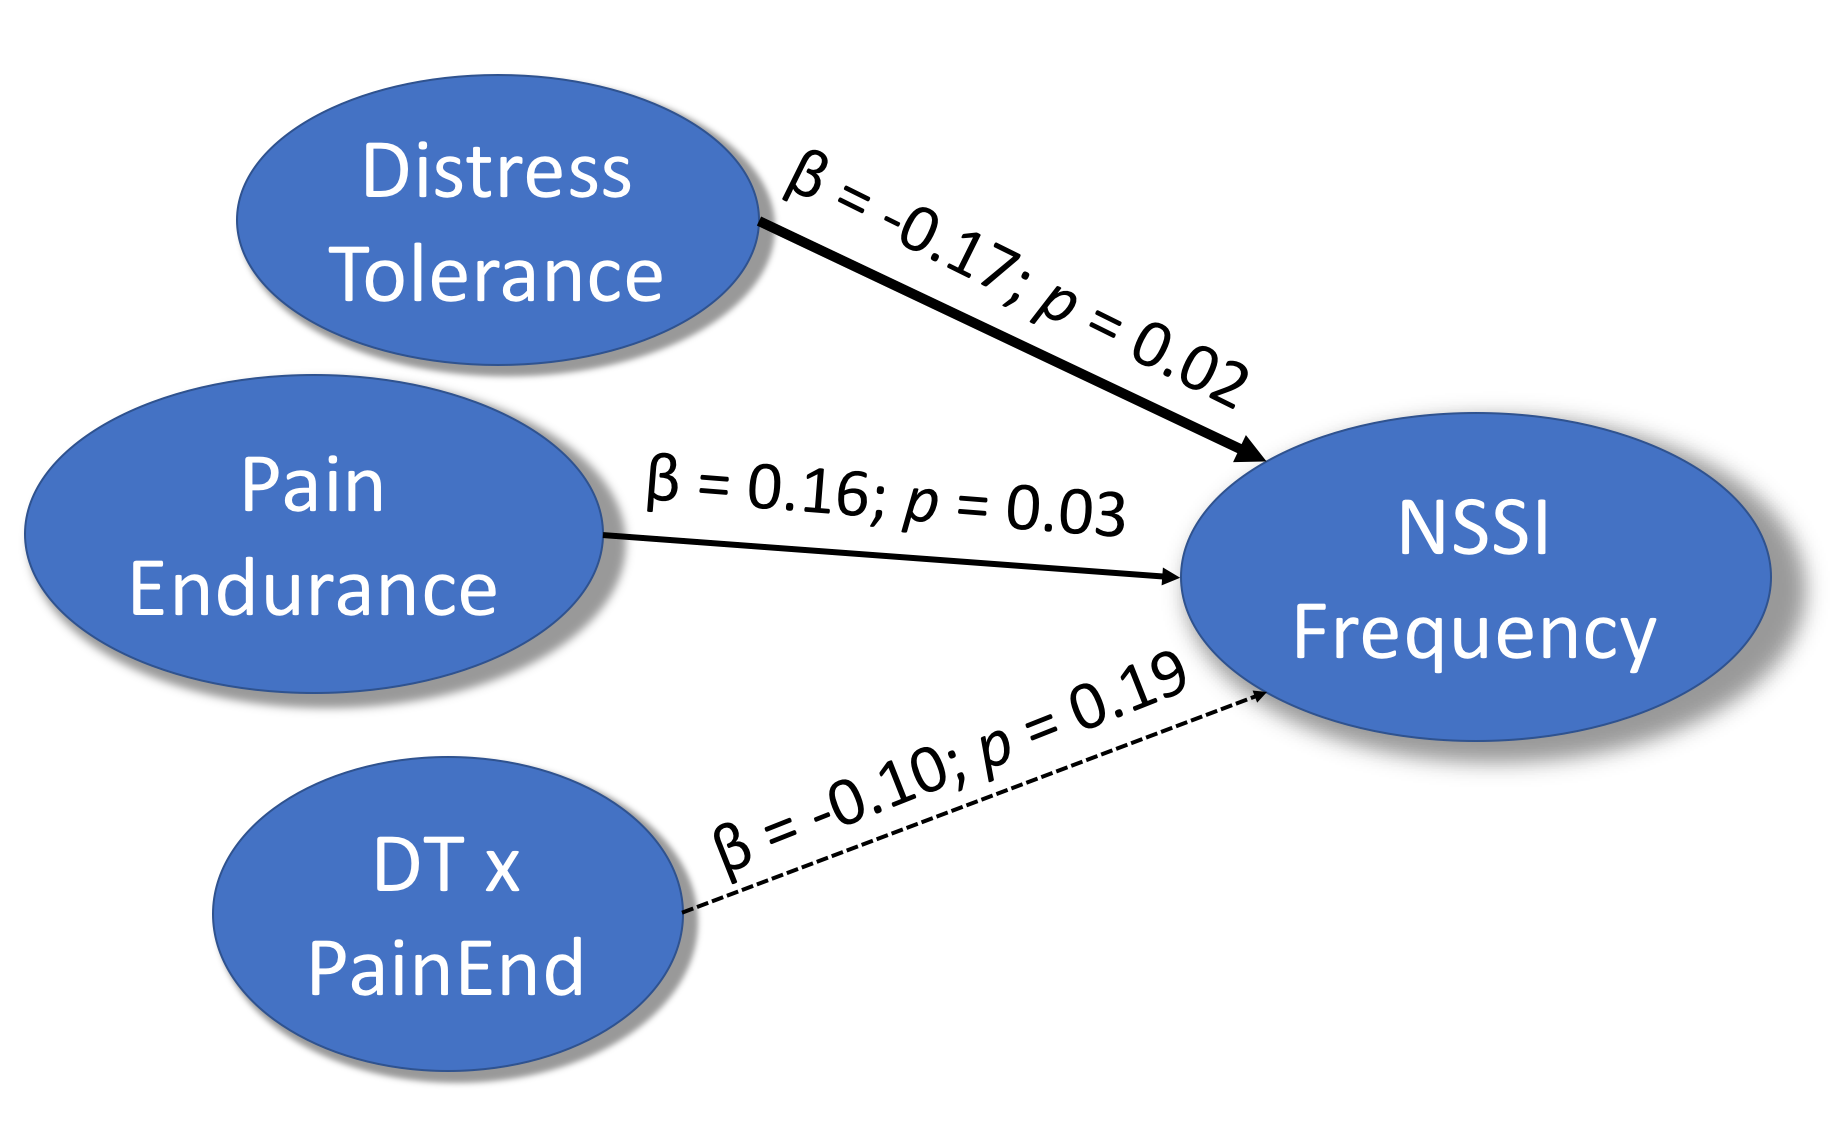 Distress
Tolerance
β = -0.17; p = 0.02
Pain
Endurance
β = 0.16; p = 0.03
NSSI
Frequency
DT x
PainEnd
β = -0.10; p = 0.19